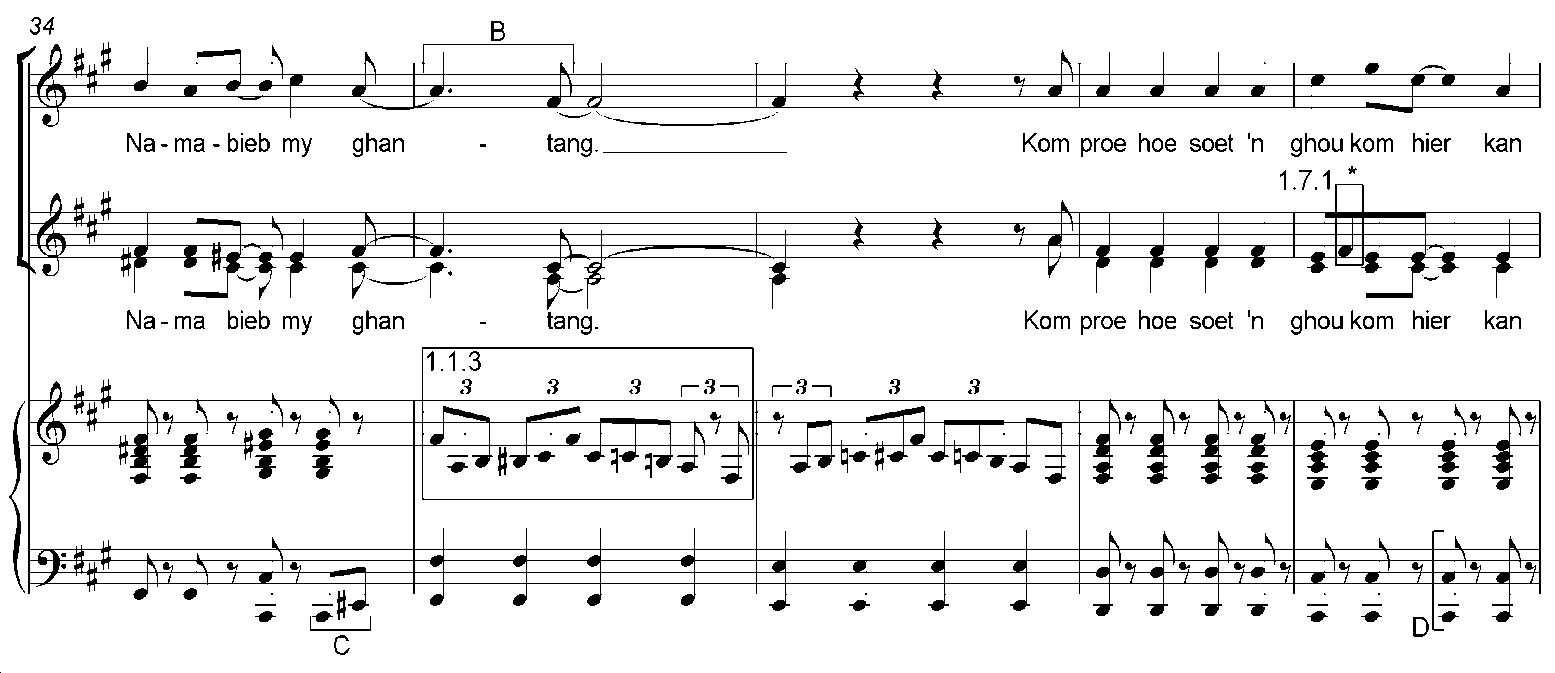 34
B
Na - ma - bieb my ghan - tang.
Kom proe hoe soet 'n ghou kom hier kan
1.7.1 *
Na - ma bieb my ghan - tang.
Kom proe hoe soet 'n ghou kom hier kan
1.1.3
3 3 3 3 3 3 3
C
D